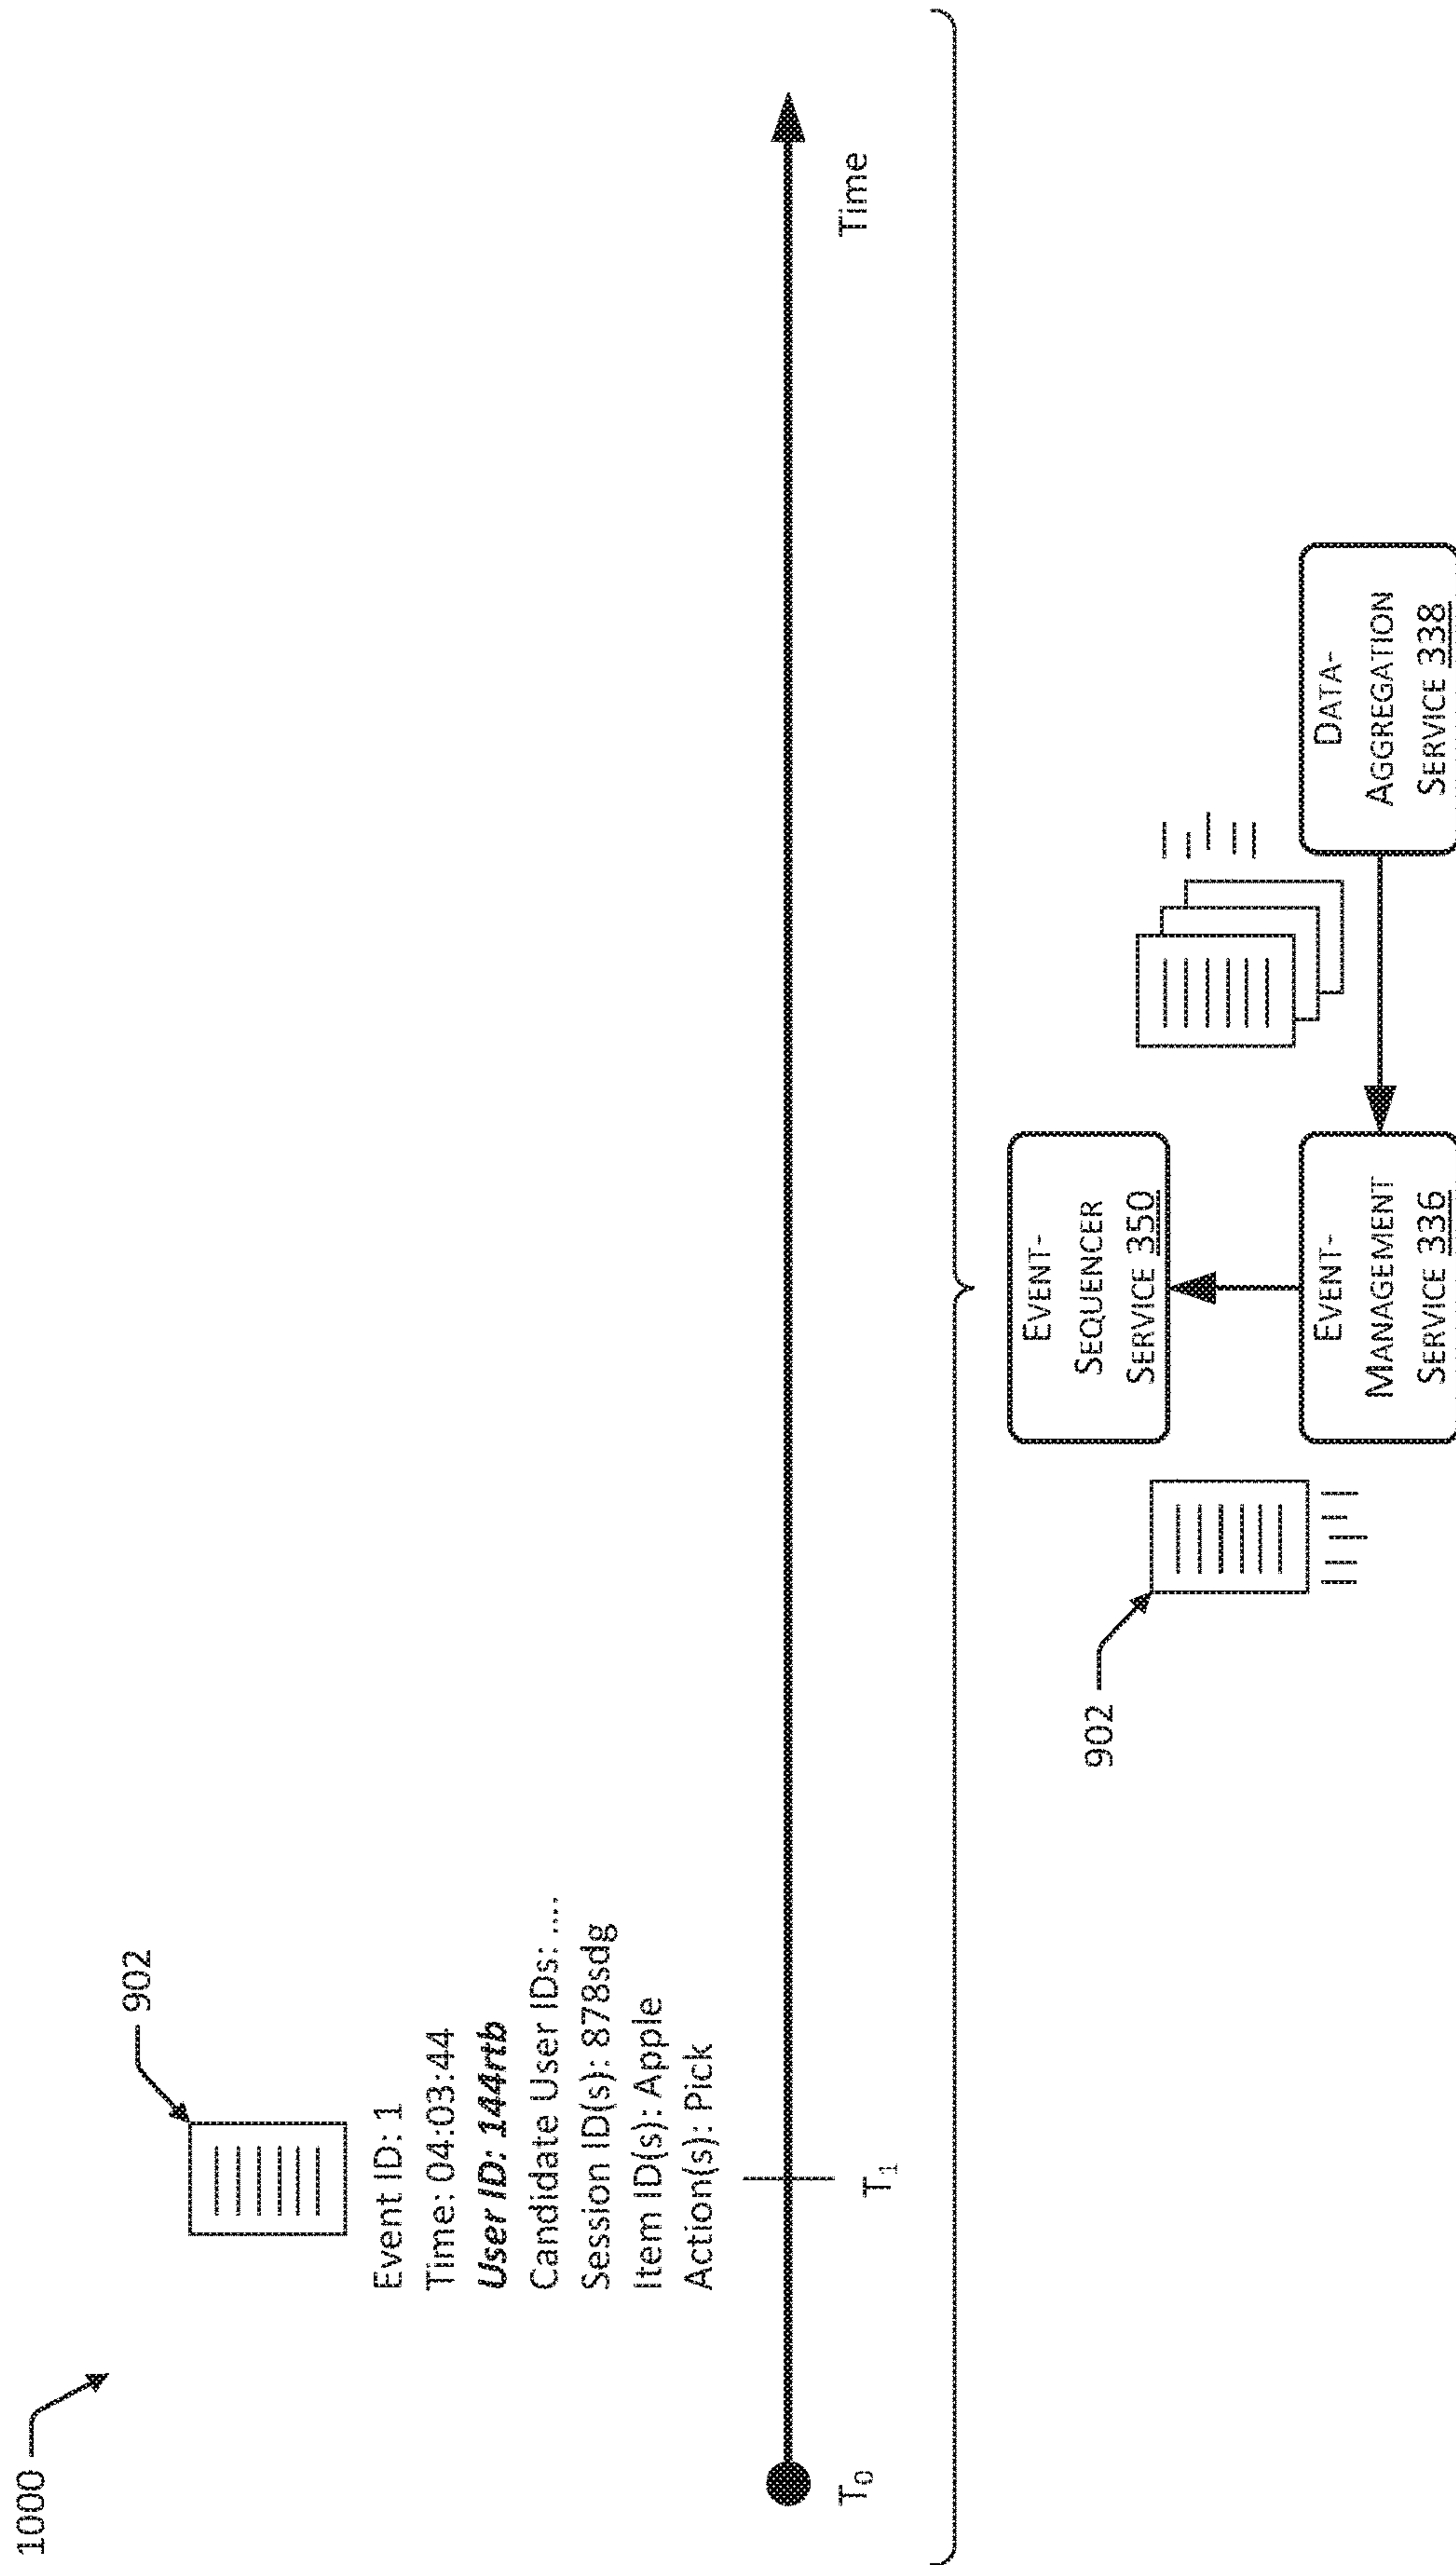 1000
902
Event ID: 1
Time: 04:03:44
User ID: 144rtb
Candidate User IDs: ....
Session ID(s): 878sdg
Item ID(s): Apple
Action(s): Pick
T₀
T₁
Time
EVENT-
SEQUENCER
SERVICE 350
902
EVENT-
MANAGEMENT
SERVICE 336
DATA-
AGGREGATION
SERVICE 338